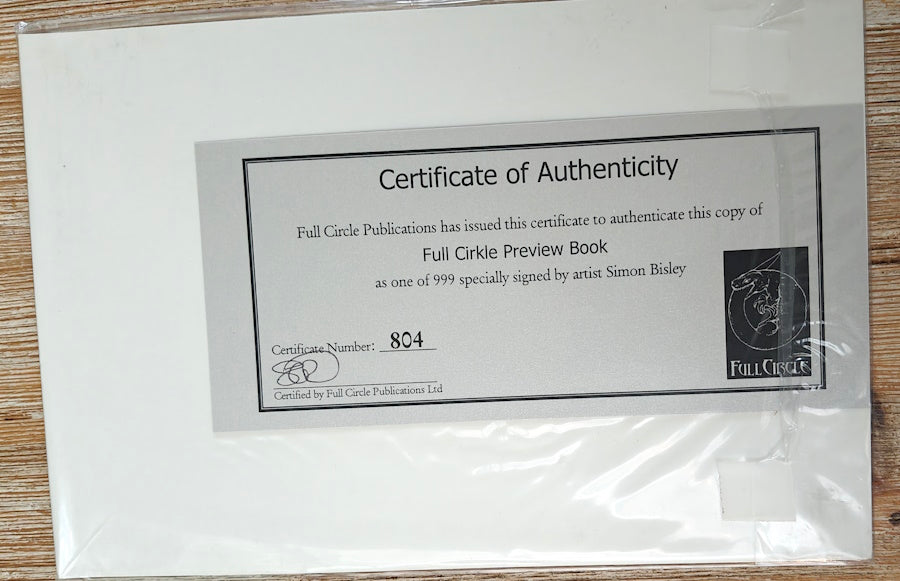 Certificate of Authenticity
Full Circle Publications has issued this certificate to authenticate this copy of
Full Cirkle Preview Book
as one of 999 specially signed by artist Simon Bisley
Certificate Number: 804
Certified by Full Circle Publications Ltd
FULL CIRCLE